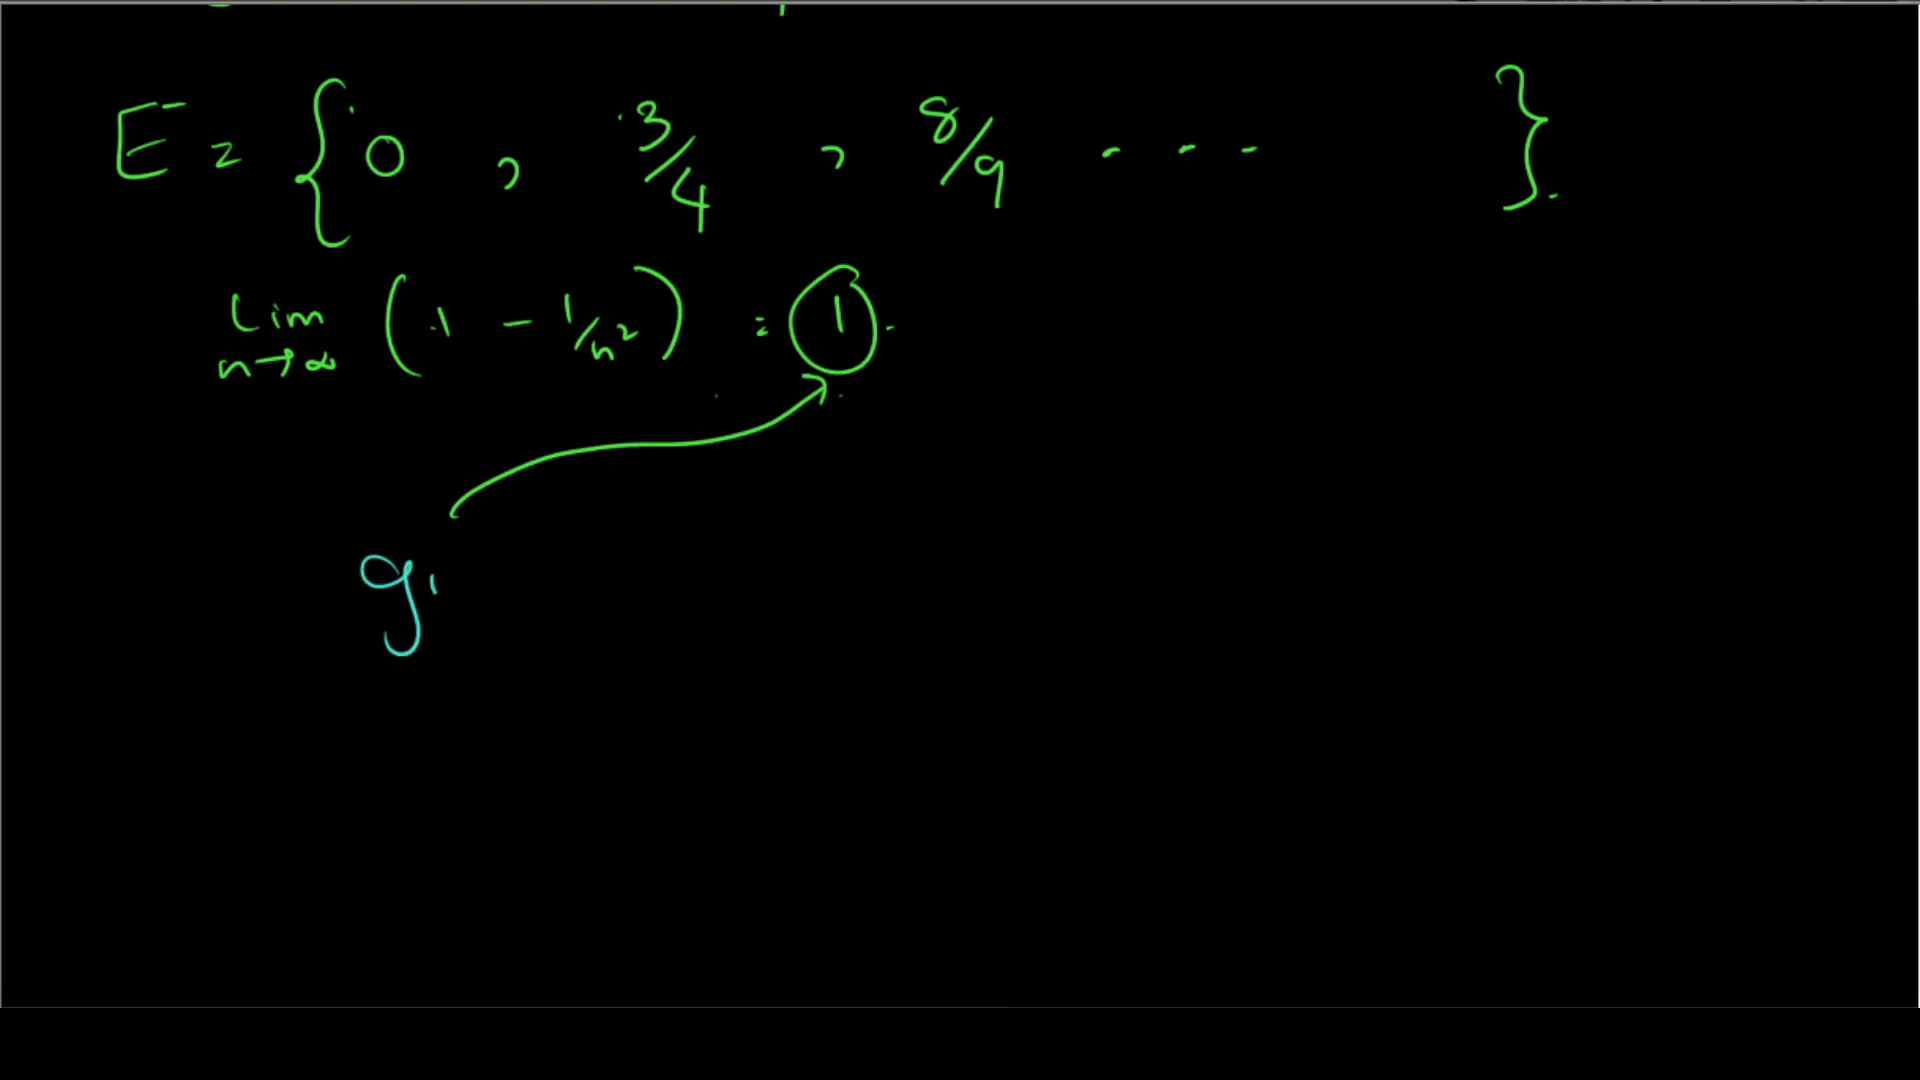 E = { 0 , 3/4 , 8/9 - - - }.
lim n→∞ ( 1 - 1/n² ) = 1.
g